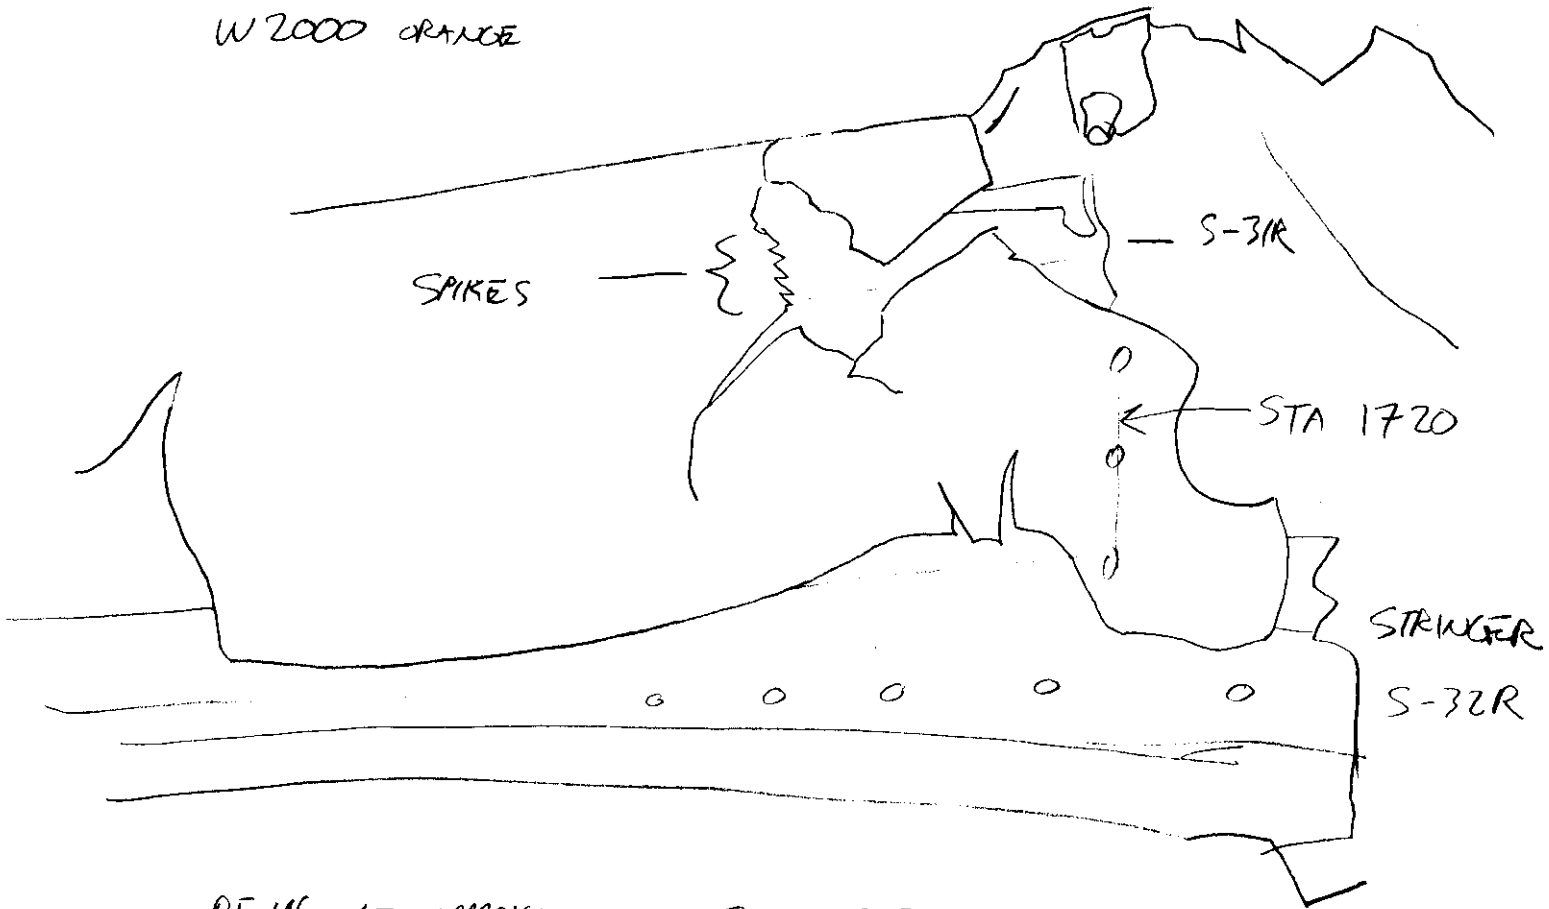 W2000 ORANGE
S-31R
SPIKES
STA 1720
STRINGER
S-32R